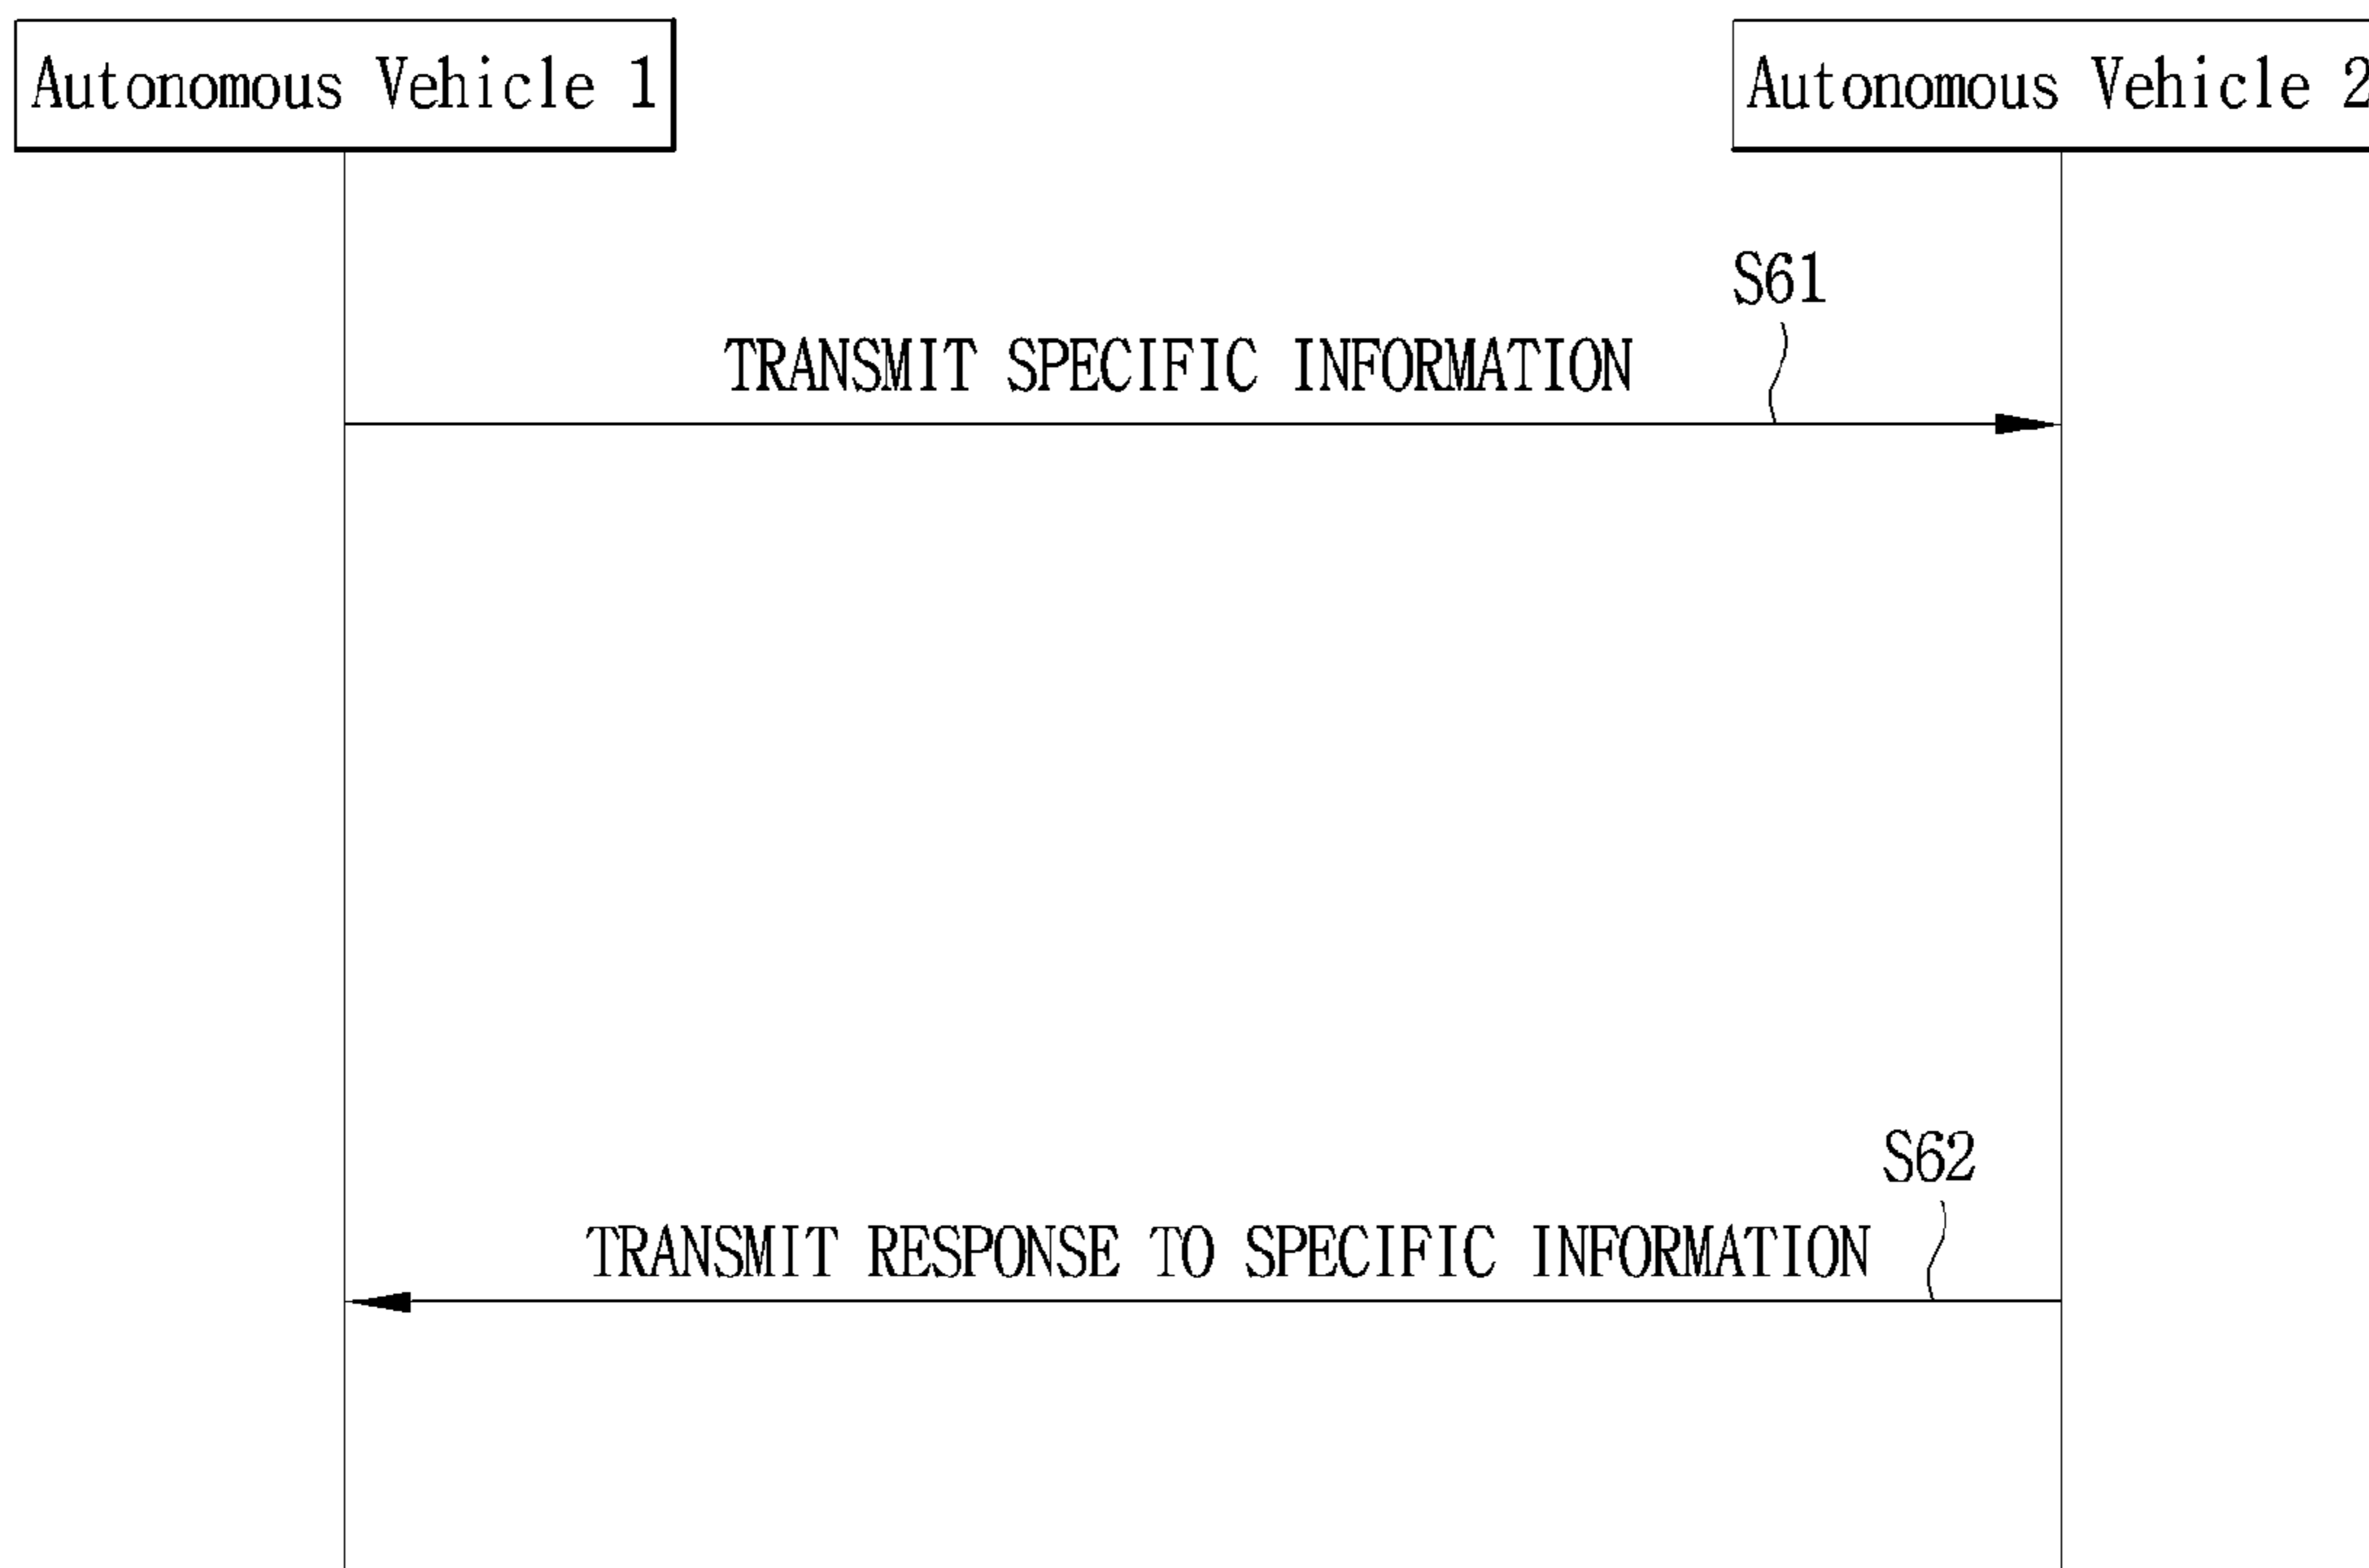 Autonomous Vehicle 1
Autonomous Vehicle 2
S61
TRANSMIT SPECIFIC INFORMATION
S62
TRANSMIT RESPONSE TO SPECIFIC INFORMATION